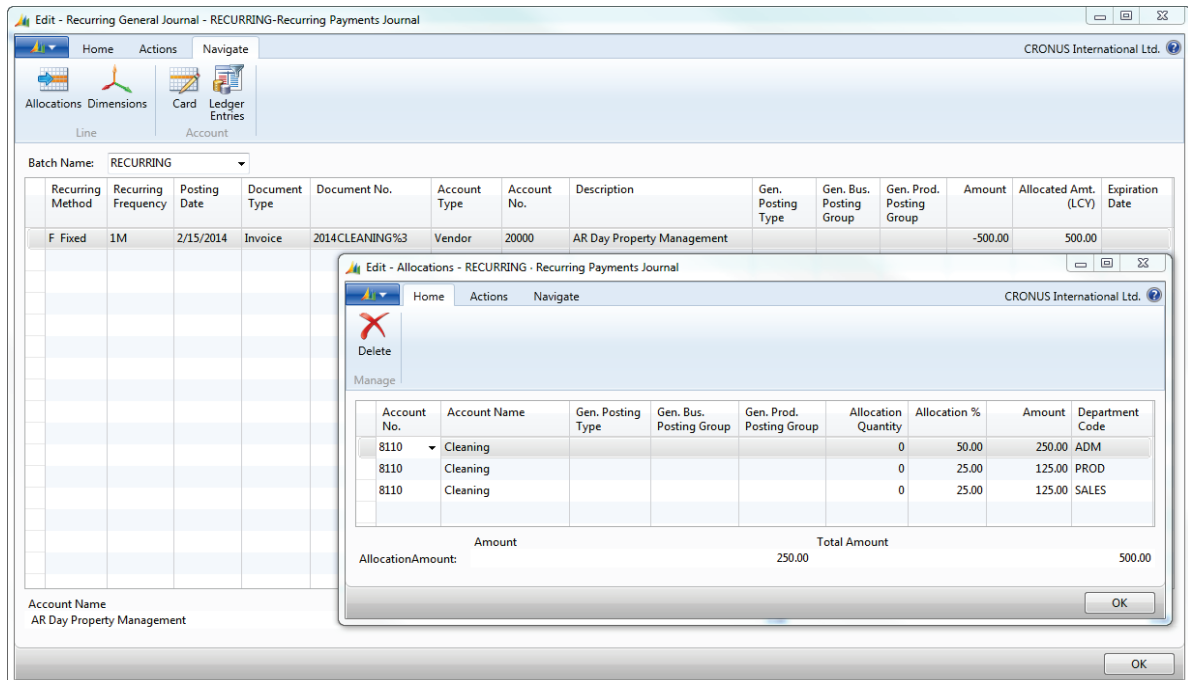 Edit - Recurring General Journal - RECURRING-Recurring Payments Journal
Home Actions Navigate CRONUS International Ltd.
Allocations Dimensions Card Ledger Entries
Line Account
Batch Name: RECURRING
Recurring Method Recurring Frequency Posting Date Document Type Document No. Account Type Account No. Description Gen. Posting Type Gen. Bus. Posting Group Gen. Prod. Posting Group Amount Allocated Amt. (LCY) Expiration Date
F Fixed 1M 2/15/2014 Invoice 2014CLEANING%3 Vendor 20000 AR Day Property Management -500.00 500.00
Edit - Allocations - RECURRING - Recurring Payments Journal
Home Actions Navigate CRONUS International Ltd.
Delete
Manage
Account No. Account Name Gen. Posting Type Gen. Bus. Posting Group Gen. Prod. Posting Group Allocation Quantity Allocation % Amount Department Code
8110 Cleaning 0 50.00 250.00 ADM
8110 Cleaning 0 25.00 125.00 PROD
8110 Cleaning 0 25.00 125.00 SALES
Amount Total Amount
AllocationAmount: 250.00 500.00
OK
Account Name
AR Day Property Management
OK